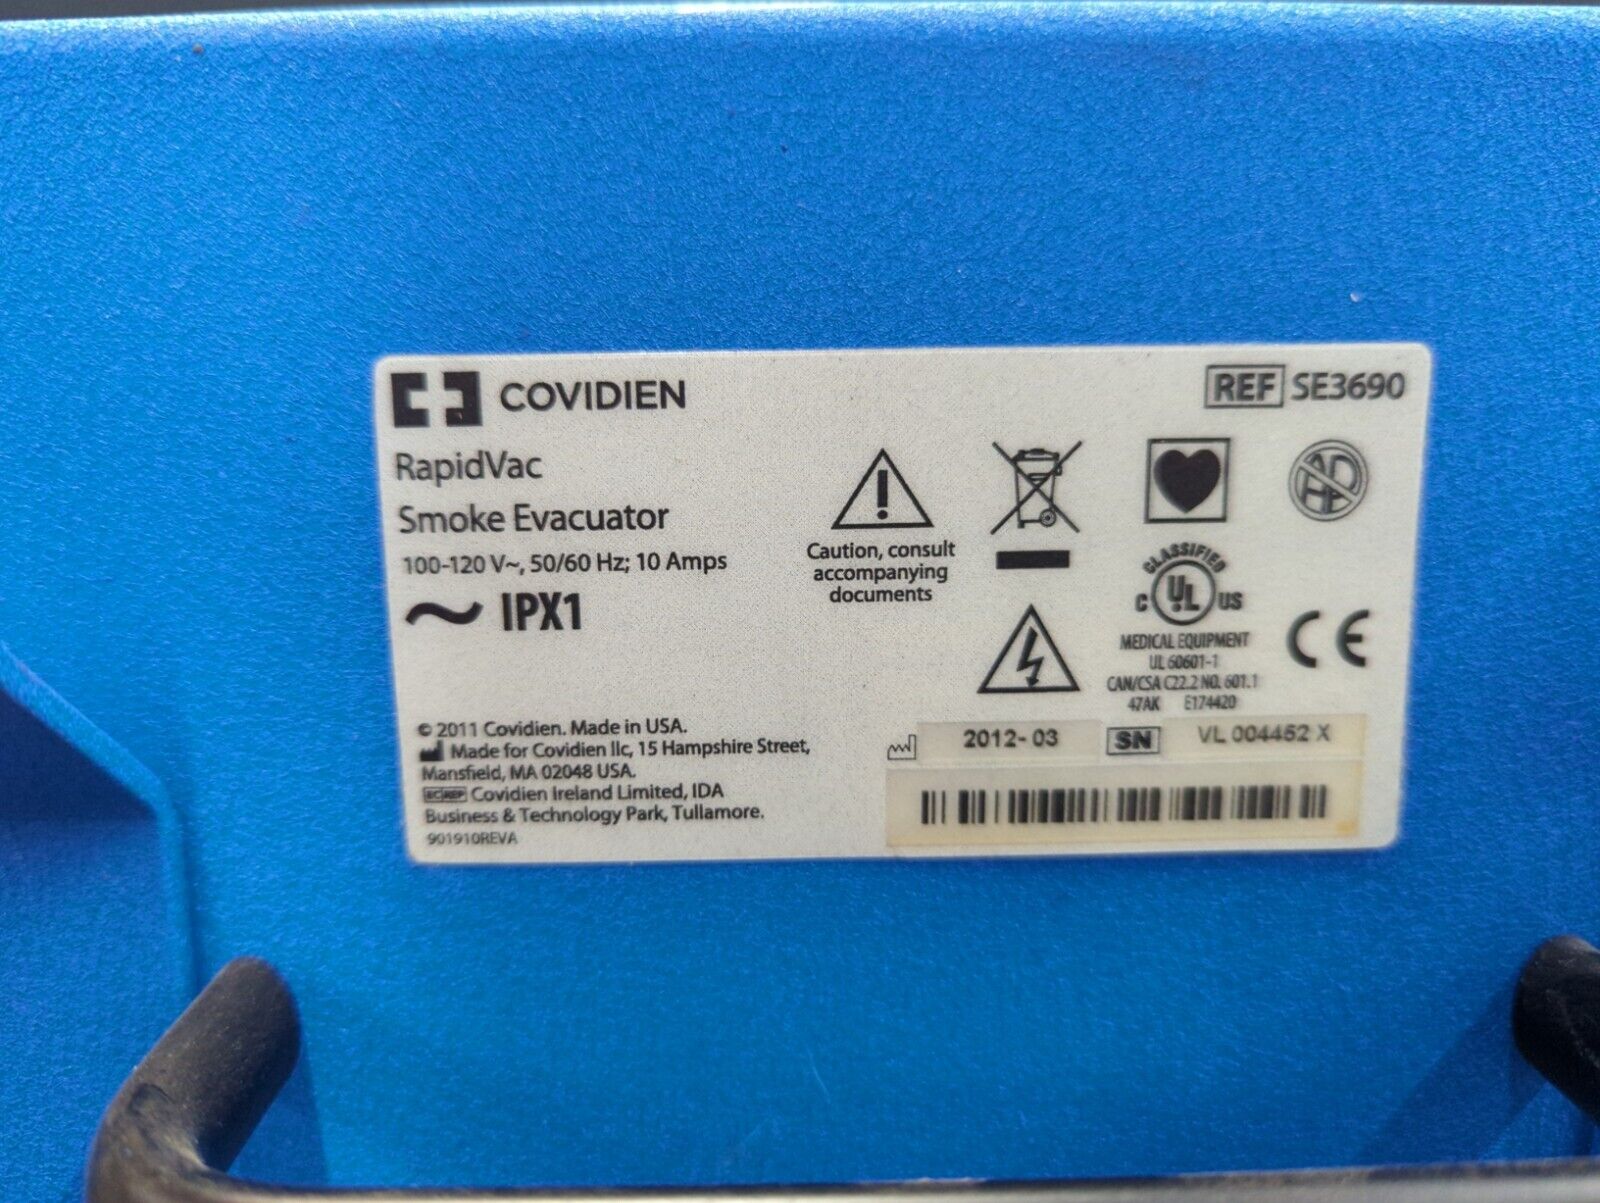 COVIDIEN
REF SE3690
RapidVac
Smoke Evacuator
100-120 V~, 50/60 Hz; 10 Amps
IPX1
Caution, consult
accompanying
documents
AP
CLASSIFIED
C UL US
MEDICAL EQUIPMENT
UL 60601-1
CAN/CSA C22.2 NO. 601.1
47AK E174420
CE
© 2011 Covidien. Made in USA.
Made for Covidien llc, 15 Hampshire Street,
Mansfield, MA 02048 USA.
EC REP Covidien Ireland Limited, IDA
Business & Technology Park, Tullamore.
901910REVA
2012-03 SN VL 004452 X